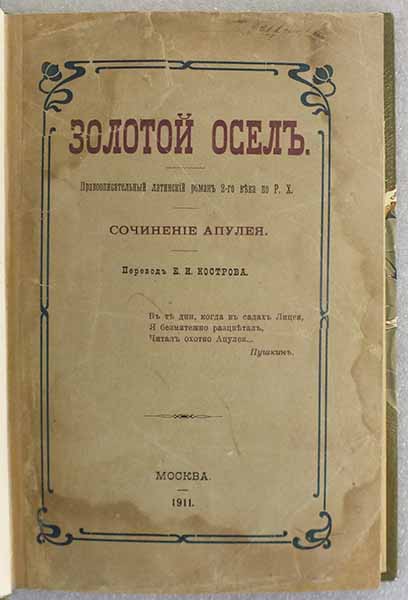 ЗОЛОТОЙ ОСЕЛЪ.
Нравоописательный латинскій романъ 2-го вѣка по Р. Х.
СОЧИНЕНІЕ АПУЛЕЯ.
Переводъ Е. И. КОСТРОВА.
Въ тѣ дни, когда въ садахъ Лицея,
Я безмятежно разцвѣталъ,
Читалъ охотно Апулея...
Пушкинъ.
МОСКВА.
1911.